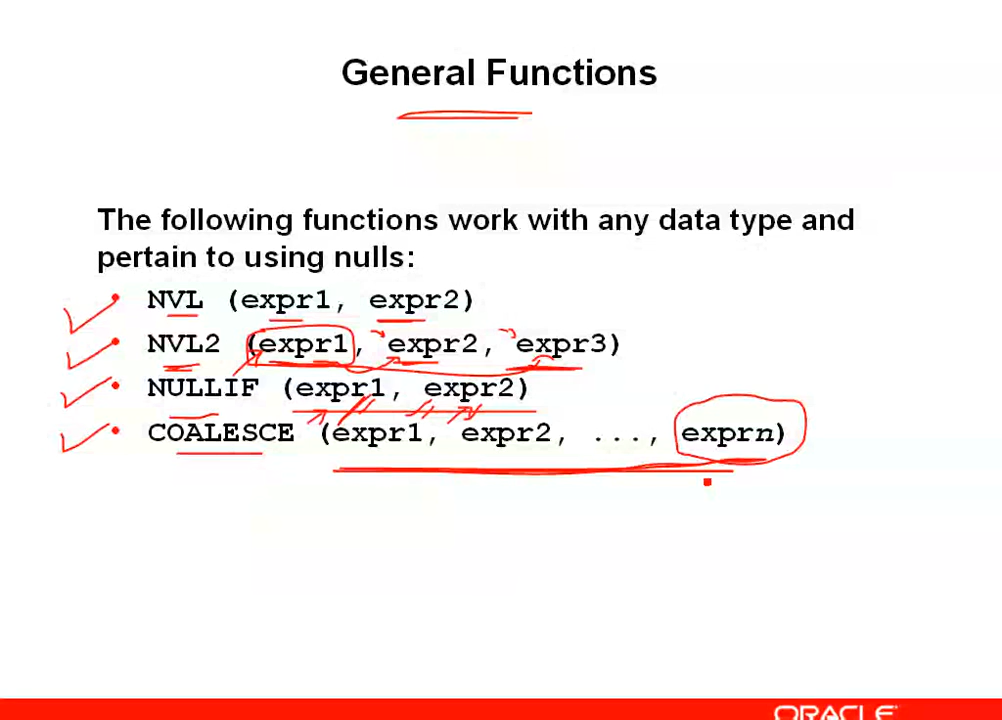 General Functions
The following functions work with any data type and
pertain to using nulls:
• NVL (expr1, expr2)
• NVL2 (expr1, expr2, expr3)
• NULLIF (expr1, expr2)
• COALESCE (expr1, expr2, ..., exprn)
ORACLE